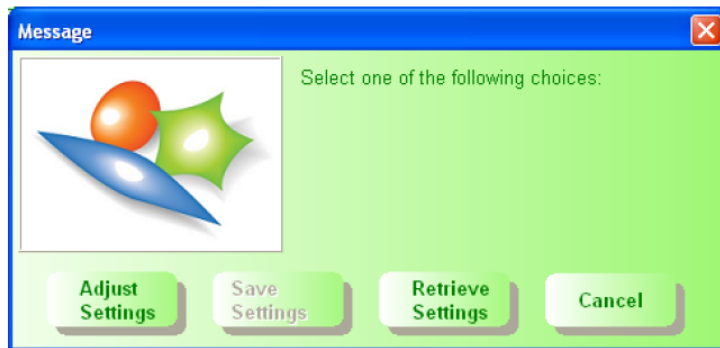 Message
Select one of the following choices:
Adjust
Settings
Save
Settings
Retrieve
Settings
Cancel